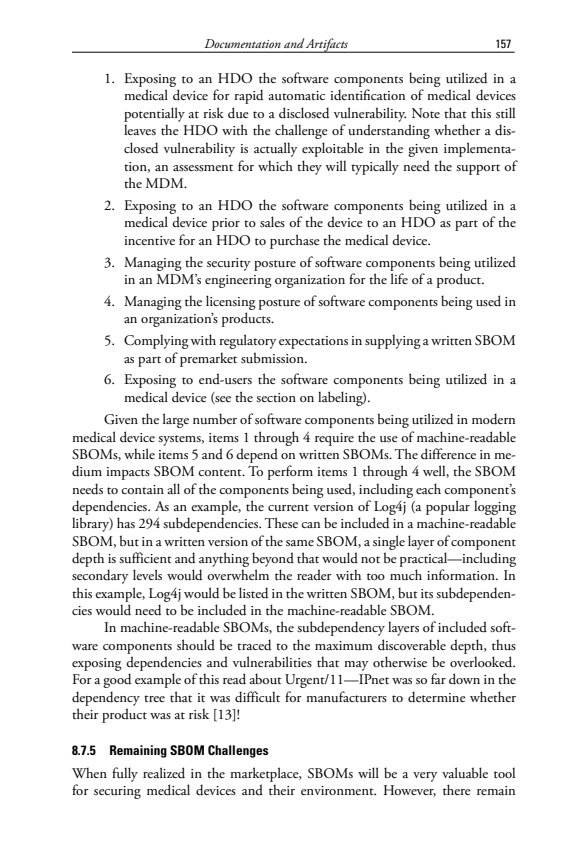 Documentation and Artifacts 157
1. Exposing to an HDO the software components being utilized in a
medical device for rapid automatic identification of medical devices
potentially at risk due to a disclosed vulnerability. Note that this still
leaves the HDO with the challenge of understanding whether a dis-
closed vulnerability is actually exploitable in the given implementa-
tion, an assessment for which they will typically need the support of
the MDM.
2. Exposing to an HDO the software components being utilized in a
medical device prior to sales of the device to an HDO as part of the
incentive for an HDO to purchase the medical device.
3. Managing the security posture of software components being utilized
in an MDM’s engineering organization for the life of a product.
4. Managing the licensing posture of software components being used in
an organization’s products.
5. Complying with regulatory expectations in supplying a written SBOM
as part of premarket submission.
6. Exposing to end-users the software components being utilized in a
medical device (see the section on labeling).
Given the large number of software components being utilized in modern
medical device systems, items 1 through 4 require the use of machine-readable
SBOMs, while items 5 and 6 depend on written SBOMs. The difference in me-
dium impacts SBOM content. To perform items 1 through 4 well, the SBOM
needs to contain all of the components being used, including each component’s
dependencies. As an example, the current version of Log4j (a popular logging
library) has 294 subdependencies. These can be included in a machine-readable
SBOM, but in a written version of the same SBOM, a single layer of component
depth is sufficient and anything beyond that would not be practical—including
secondary levels would overwhelm the reader with too much information. In
this example, Log4j would be listed in the written SBOM, but its subdependen-
cies would need to be included in the machine-readable SBOM.
In machine-readable SBOMs, the subdependency layers of included soft-
ware components should be traced to the maximum discoverable depth, thus
exposing dependencies and vulnerabilities that may otherwise be overlooked.
For a good example of this read about Urgent/11—IPnet was so far down in the
dependency tree that it was difficult for manufacturers to determine whether
their product was at risk [13]!
8.7.5 Remaining SBOM Challenges
When fully realized in the marketplace, SBOMs will be a very valuable tool
for securing medical devices and their environment. However, there remain